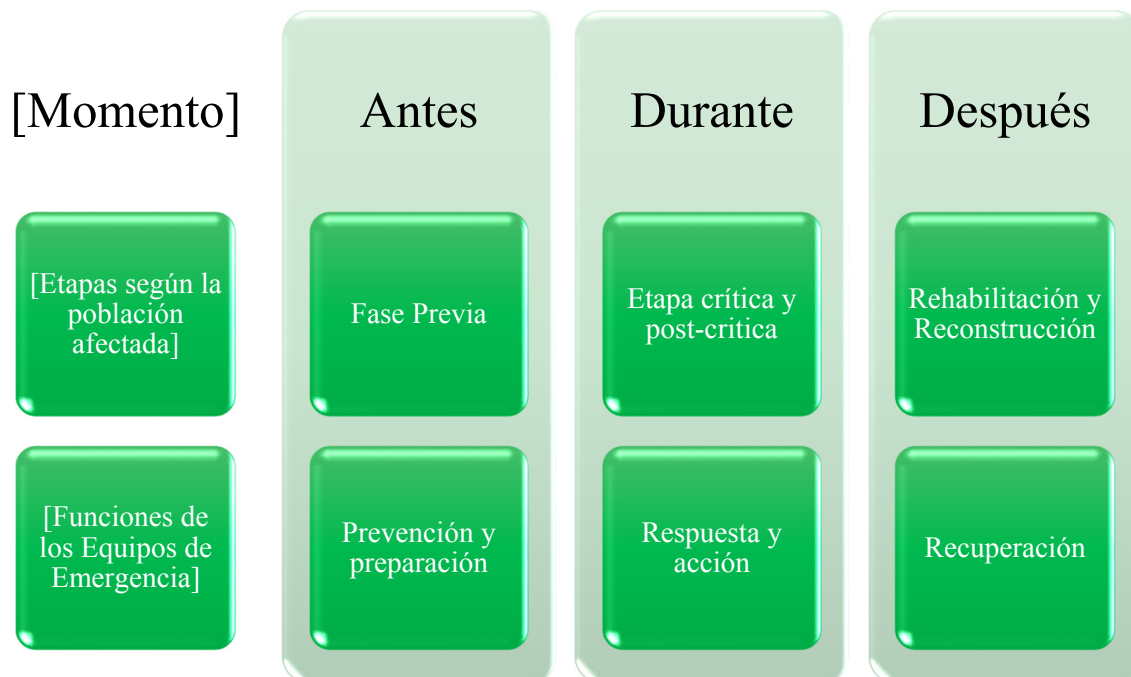 [Momento]
Antes
Durante
Después
[Etapas según la
población
afectada]
Fase Previa
Etapa crítica y
post-critica
Rehabilitación y
Reconstrucción
[Funciones de
los Equipos de
Emergencia]
Prevención y
preparación
Respuesta y
acción
Recuperación